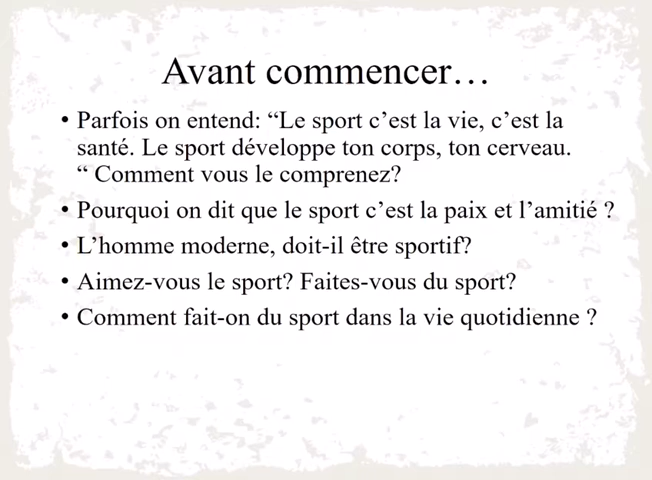 Avant commencer…
• Parfois on entend: “Le sport c’est la vie, c’est la
santé. Le sport développe ton corps, ton cerveau.
“ Comment vous le comprenez?
• Pourquoi on dit que le sport c’est la paix et l’amitié ?
• L’homme moderne, doit-il être sportif?
• Aimez-vous le sport? Faites-vous du sport?
• Comment fait-on du sport dans la vie quotidienne ?